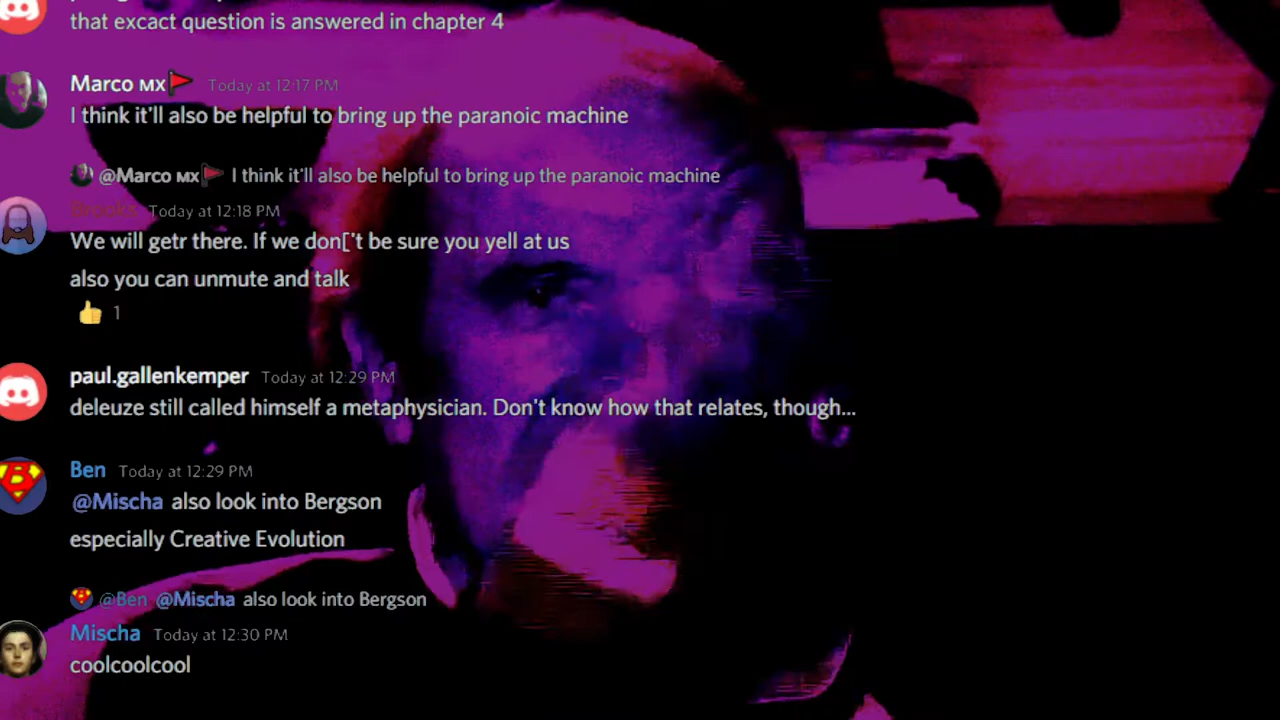 that excact question is answered in chapter 4
Marco MX Today at 12:17 PM
I think it'll also be helpful to bring up the paranoic machine
@Marco MX I think it'll also be helpful to bring up the paranoic machine
Brooks Today at 12:18 PM
We will getr there. If we don['t be sure you yell at us
also you can unmute and talk
1
paul.gallenkemper Today at 12:29 PM
deleuze still called himself a metaphysician. Don't know how that relates, though...
Ben Today at 12:29 PM
@Mischa also look into Bergson
especially Creative Evolution
@Ben @Mischa also look into Bergson
Mischa Today at 12:30 PM
coolcoolcool